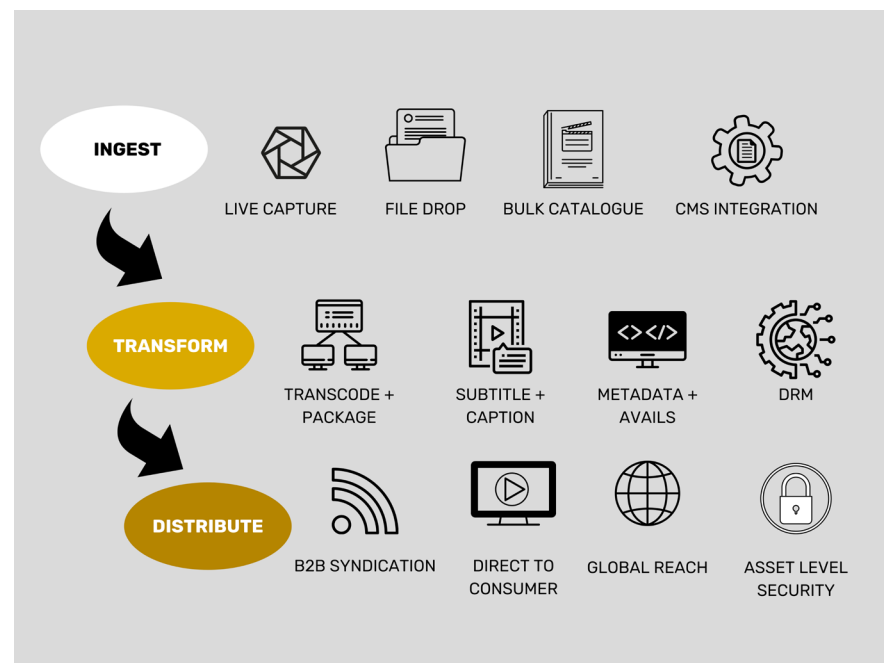 INGEST
LIVE CAPTURE
FILE DROP
BULK CATALOGUE
CMS INTEGRATION
TRANSFORM
TRANSCODE +
PACKAGE
SUBTITLE +
CAPTION
METADATA +
AVAILS
DRM
DISTRIBUTE
B2B SYNDICATION
DIRECT TO
CONSUMER
GLOBAL REACH
ASSET LEVEL
SECURITY